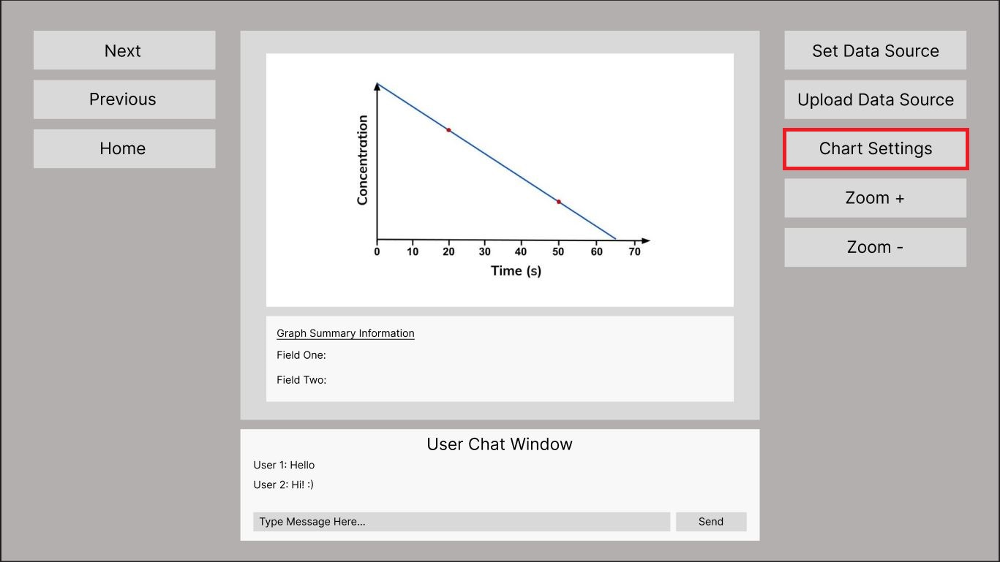 Next
Previous
Home
Concentration
0 10 20 30 40 50 60 70
Time (s)
Graph Summary Information
Field One:
Field Two:
User Chat Window
User 1: Hello
User 2: Hi! :)
Type Message Here...
Send
Set Data Source
Upload Data Source
Chart Settings
Zoom +
Zoom -